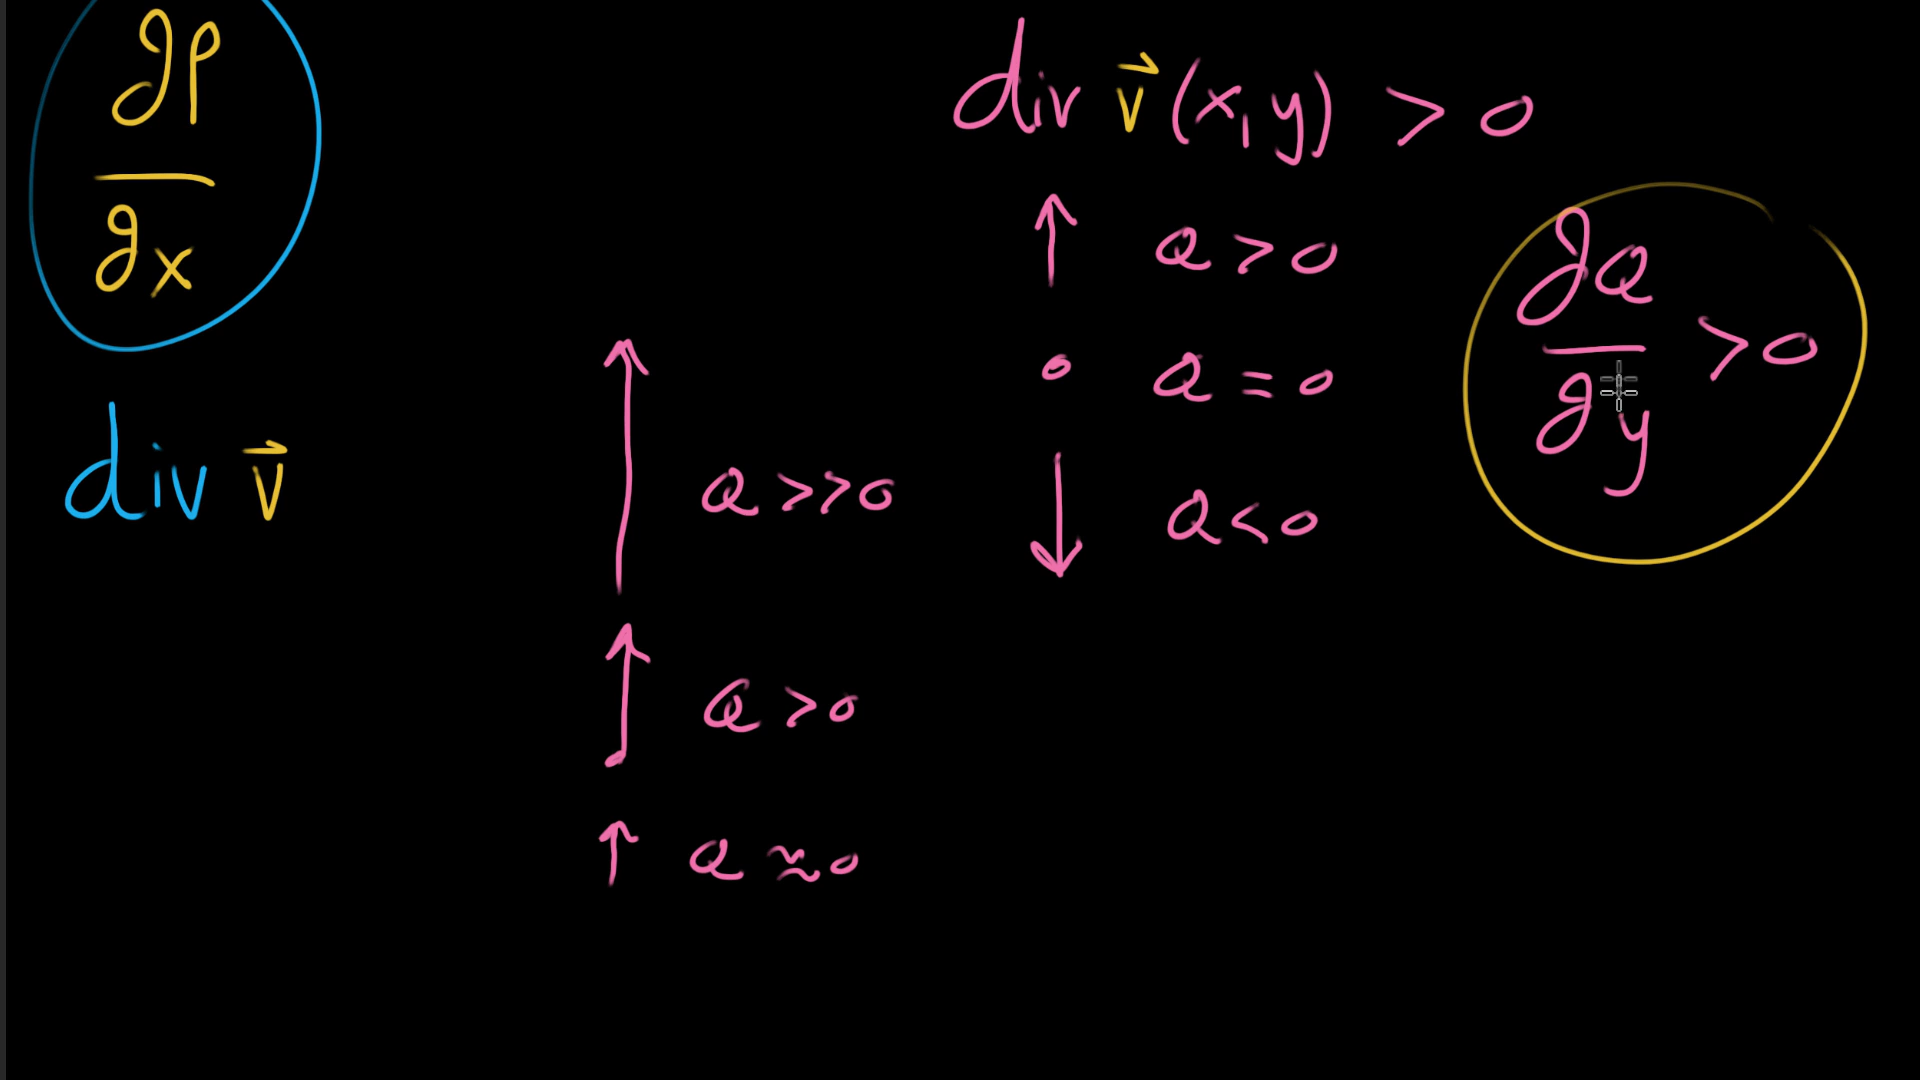 ∂P
∂x
div v⃗
div v⃗(x,y) > 0
Q > 0
Q = 0
Q < 0
∂Q
∂y
> 0
Q >> 0
Q > 0
Q ≈ 0